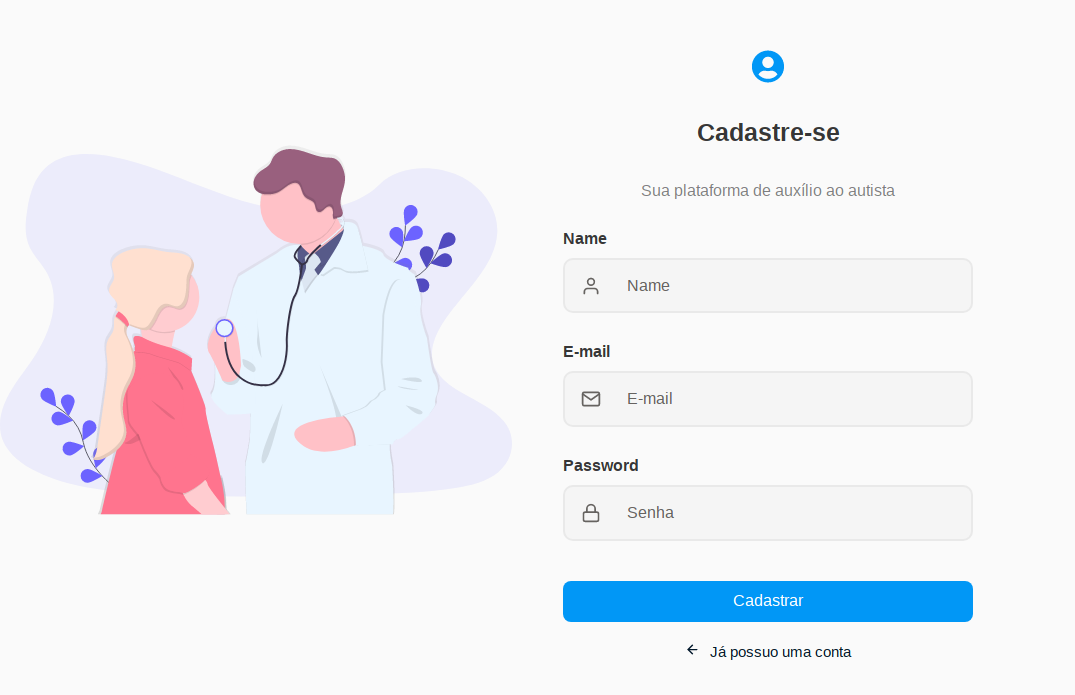 Cadastre-se
Sua plataforma de auxílio ao autista
Name
Name
E-mail
E-mail
Password
Senha
Cadastrar
Já possuo uma conta